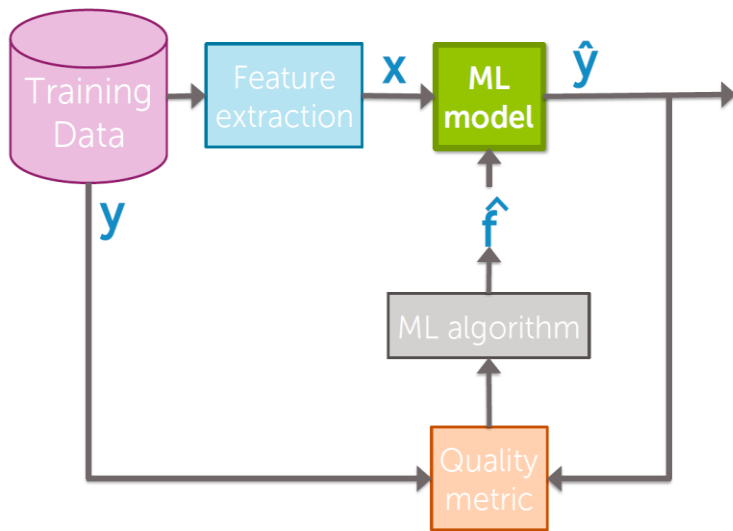 Training
Data
Feature
extraction
x
ML
model
ŷ
y
f̂
ML algorithm
Quality
metric